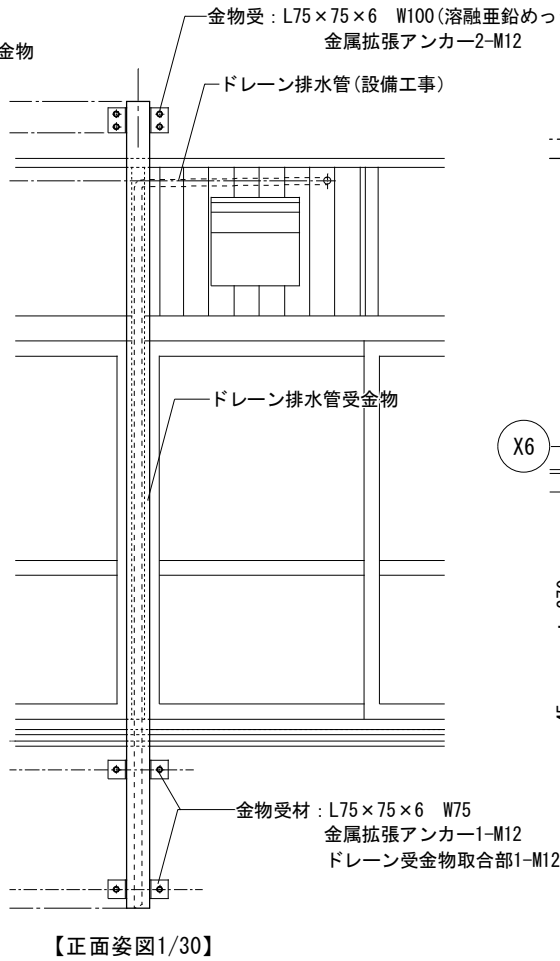 金物受：L75×75×6　W100(溶融亜鉛めっ
金属拡張アンカー2-M12
金物
ドレーン排水管(設備工事)
ドレーン排水管受金物
X6
金物受材：L75×75×6　W75
金属拡張アンカー1-M12
ドレーン受金物取合部1-M12
【正面姿図1/30】